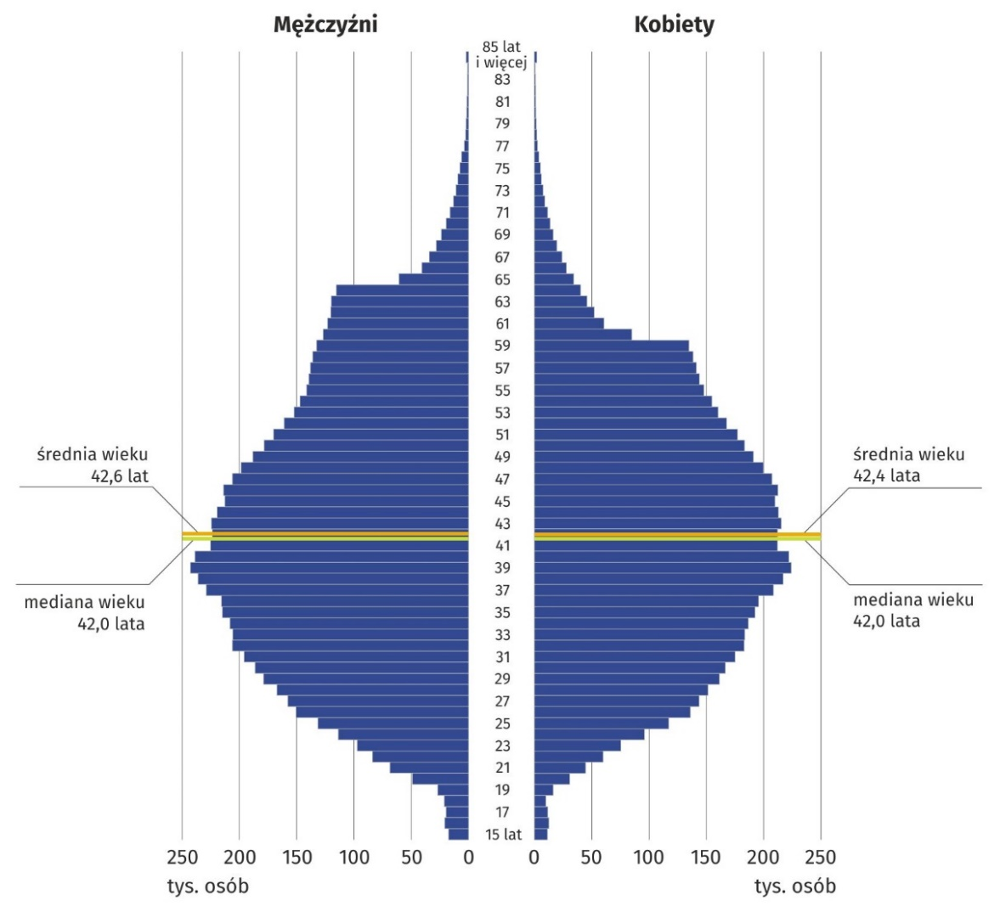 Mężczyźni
Kobiety
85 lat
i więcej
83
81
79
77
75
73
71
69
67
65
63
61
59
57
55
53
51
49
47
45
43
41
39
37
35
33
31
29
27
25
23
21
19
17
15 lat
średnia wieku
42,6 lat
mediana wieku
42,0 lata
średnia wieku
42,4 lata
mediana wieku
42,0 lata
250 200 150 100 50 0
0 50 100 150 200 250
tys. osób
tys. osób